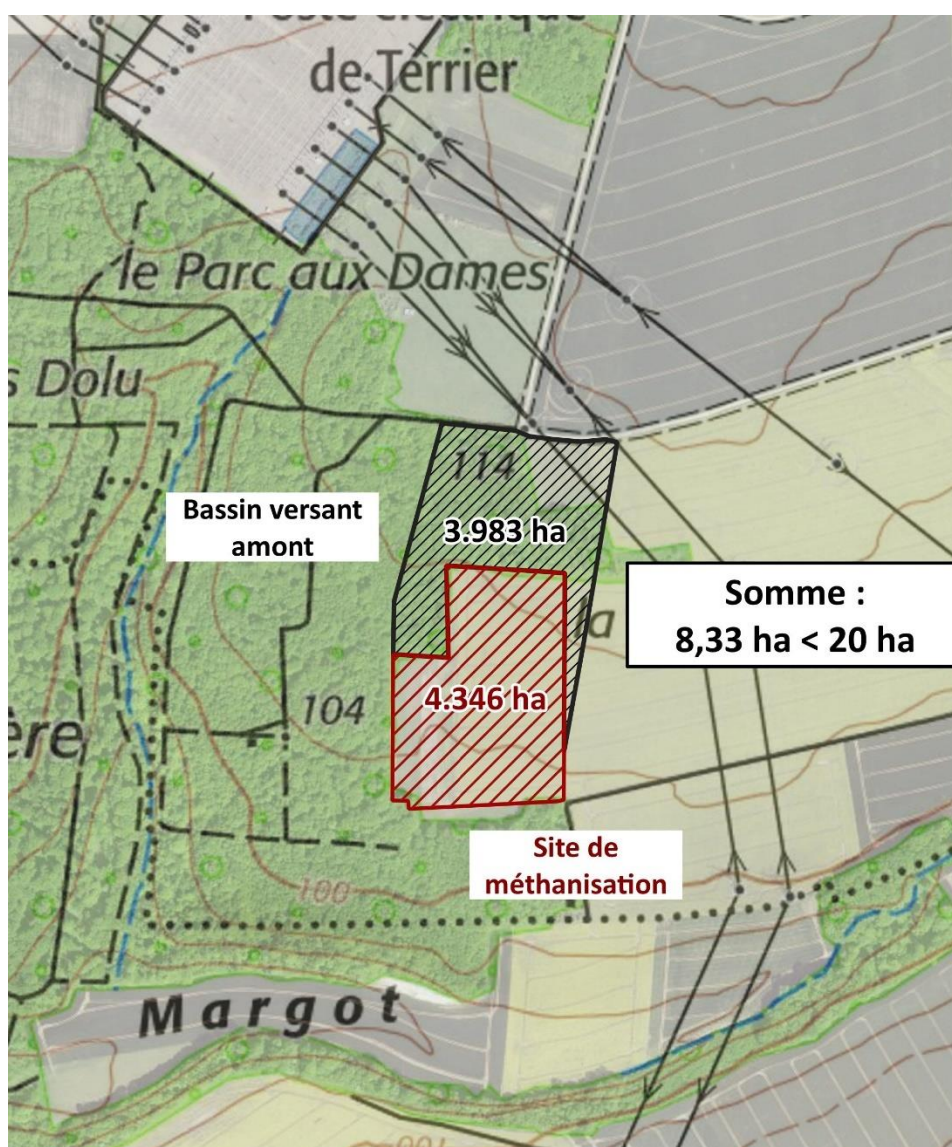 de Terrier
le Parc aux Dames
s Dolu
114
Bassin versant
amont
3.983 ha
la
Somme :
8,33 ha < 20 ha
4.346 ha
104
ère
Site de
méthanisation
100
Margot
100